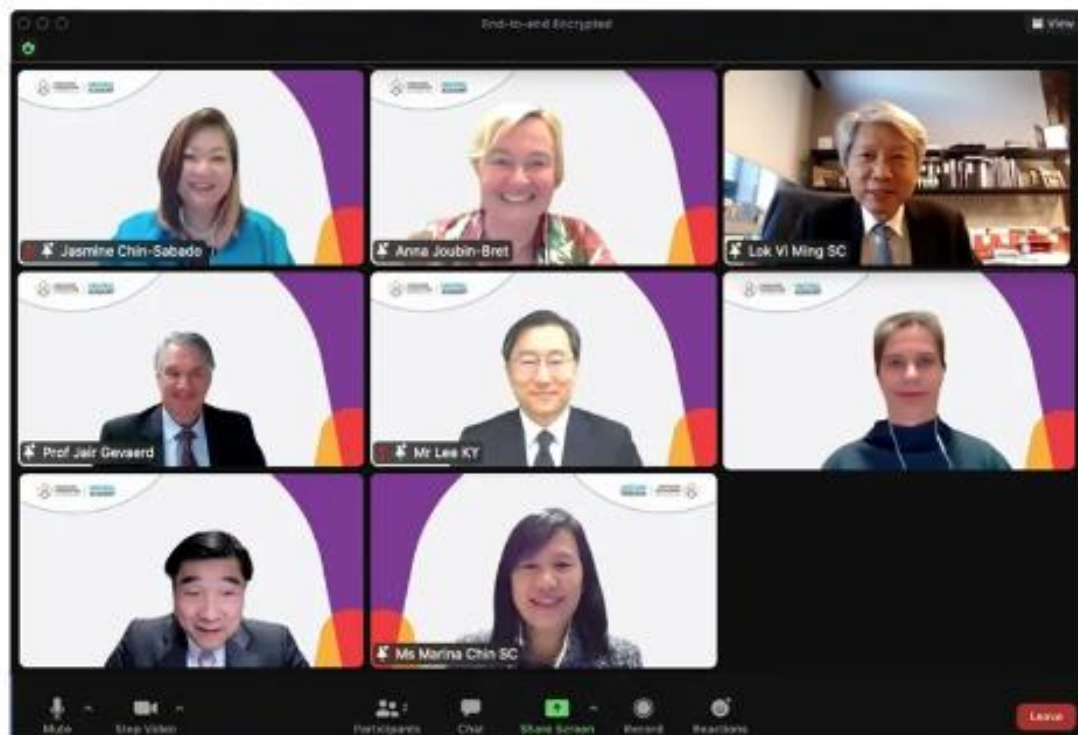 End-to-end Encrypted
View
Jasmine Chin-Sabado
Anna Joubin-Bret
Lok Vi Ming SC
Prof Jair Gevaerd
Mr Lee KY
Ms Marina Chin SC
Mute
Stop Video
Participants
Chat
Share Screen
Record
Reactions
Leave